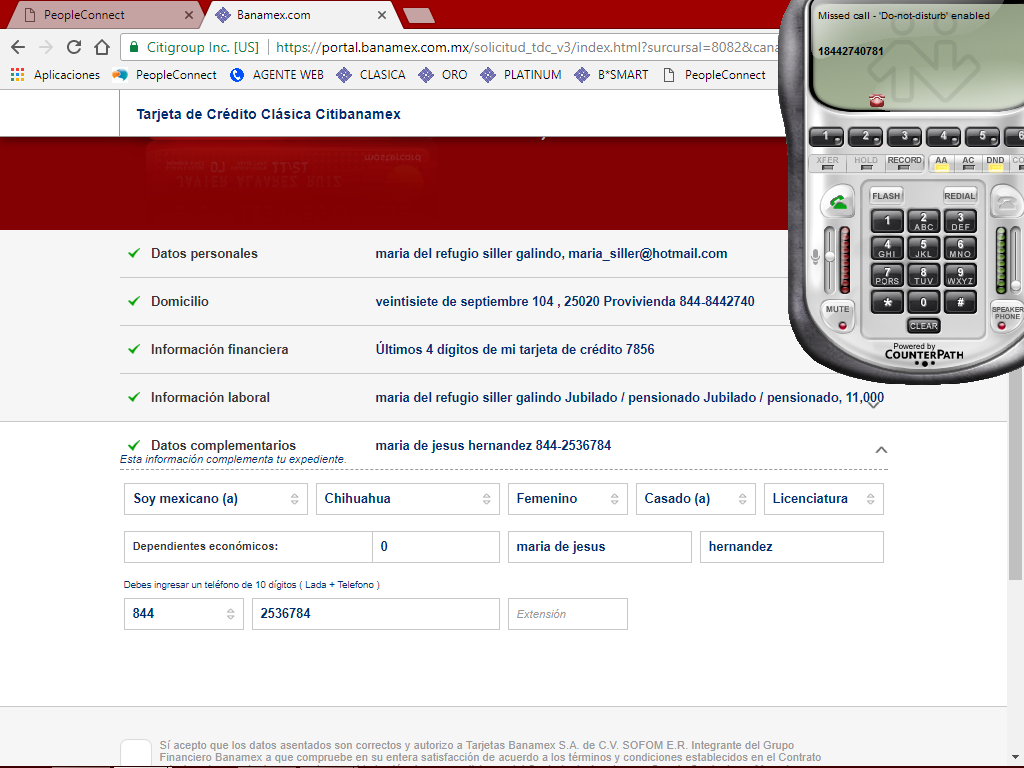 PeopleConnect
Banamex.com
Citigroup Inc. [US] https://portal.banamex.com.mx/solicitud_tdc_v3/index.html?surcursal=8082&cana
Aplicaciones PeopleConnect AGENTE WEB CLASICA ORO PLATINUM B*SMART PeopleConnect
Tarjeta de Crédito Clásica Citibanamex
Datos personales maria del refugio siller galindo, maria_siller@hotmail.com
Domicilio veintisiete de septiembre 104 , 25020 Provivienda 844-8442740
Información financiera Últimos 4 dígitos de mi tarjeta de crédito 7856
Información laboral maria del refugio siller galindo Jubilado / pensionado Jubilado / pensionado, 11,000
Datos complementarios maria de jesus hernandez 844-2536784
Esta información complementa tu expediente.
Soy mexicano (a) Chihuahua Femenino Casado (a) Licenciatura
Dependientes económicos: 0 maria de jesus hernandez
Debes ingresar un teléfono de 10 dígitos ( Lada + Telefono )
844 2536784 Extensión
Sí acepto que los datos asentados son correctos y autorizo a Tarjetas Banamex S.A. de C.V. SOFOM E.R. Integrante del Grupo
Financiero Banamex a que compruebe en su entera satisfacción de acuerdo a los términos y condiciones establecidos en el Contrato
Missed call - 'Do-not-disturb' enabled
18442740781
1 2 3 4 5 6
XFER HOLD RECORD AA AC DND CO
FLASH REDIAL
1 2 ABC 3 DEF
4 GHI 5 JKL 6 MNO
7 PQRS 8 TUV 9 WXYZ
* 0 #
MUTE CLEAR SPEAKER PHONE
Powered by
COUNTERPATH